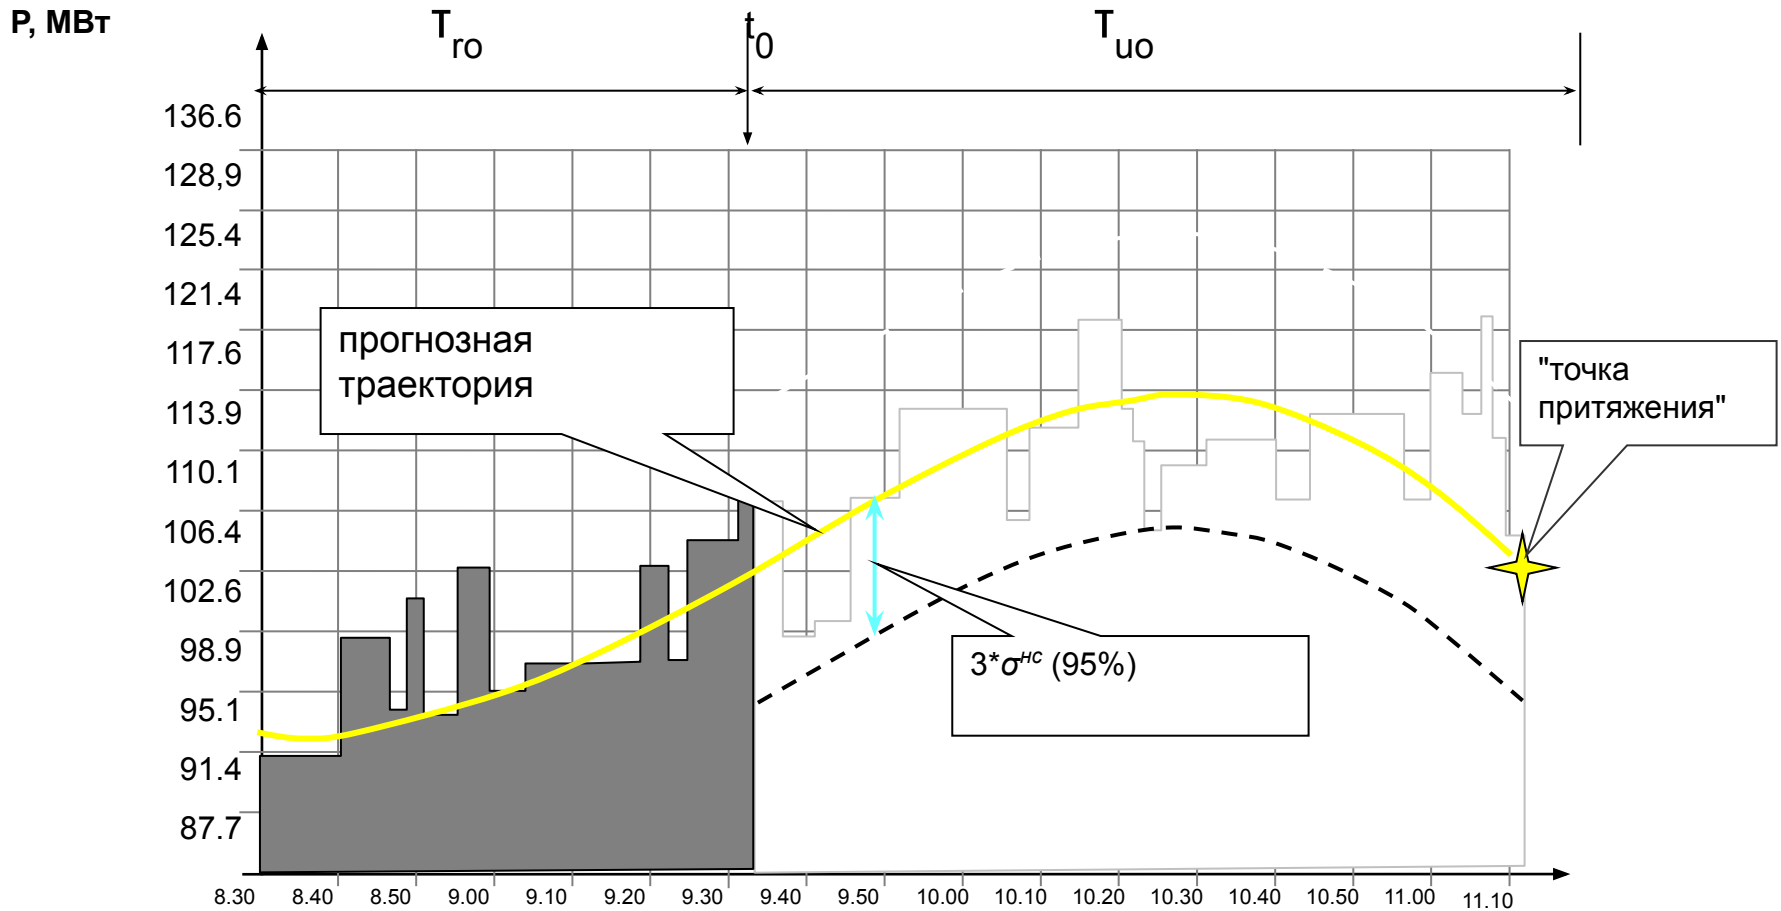 P, МВт
T ro
t 0
T uo
136.6
128,9
125.4
121.4
117.6
113.9
110.1
106.4
102.6
98.9
95.1
91.4
87.7
прогнозная
траектория
"точка
притяжения"
3*σ^нс (95%)
8.30 8.40 8.50 9.00 9.10 9.20 9.30 9.40 9.50 10.00 10.10 10.20 10.30 10.40 10.50 11.00 11.10